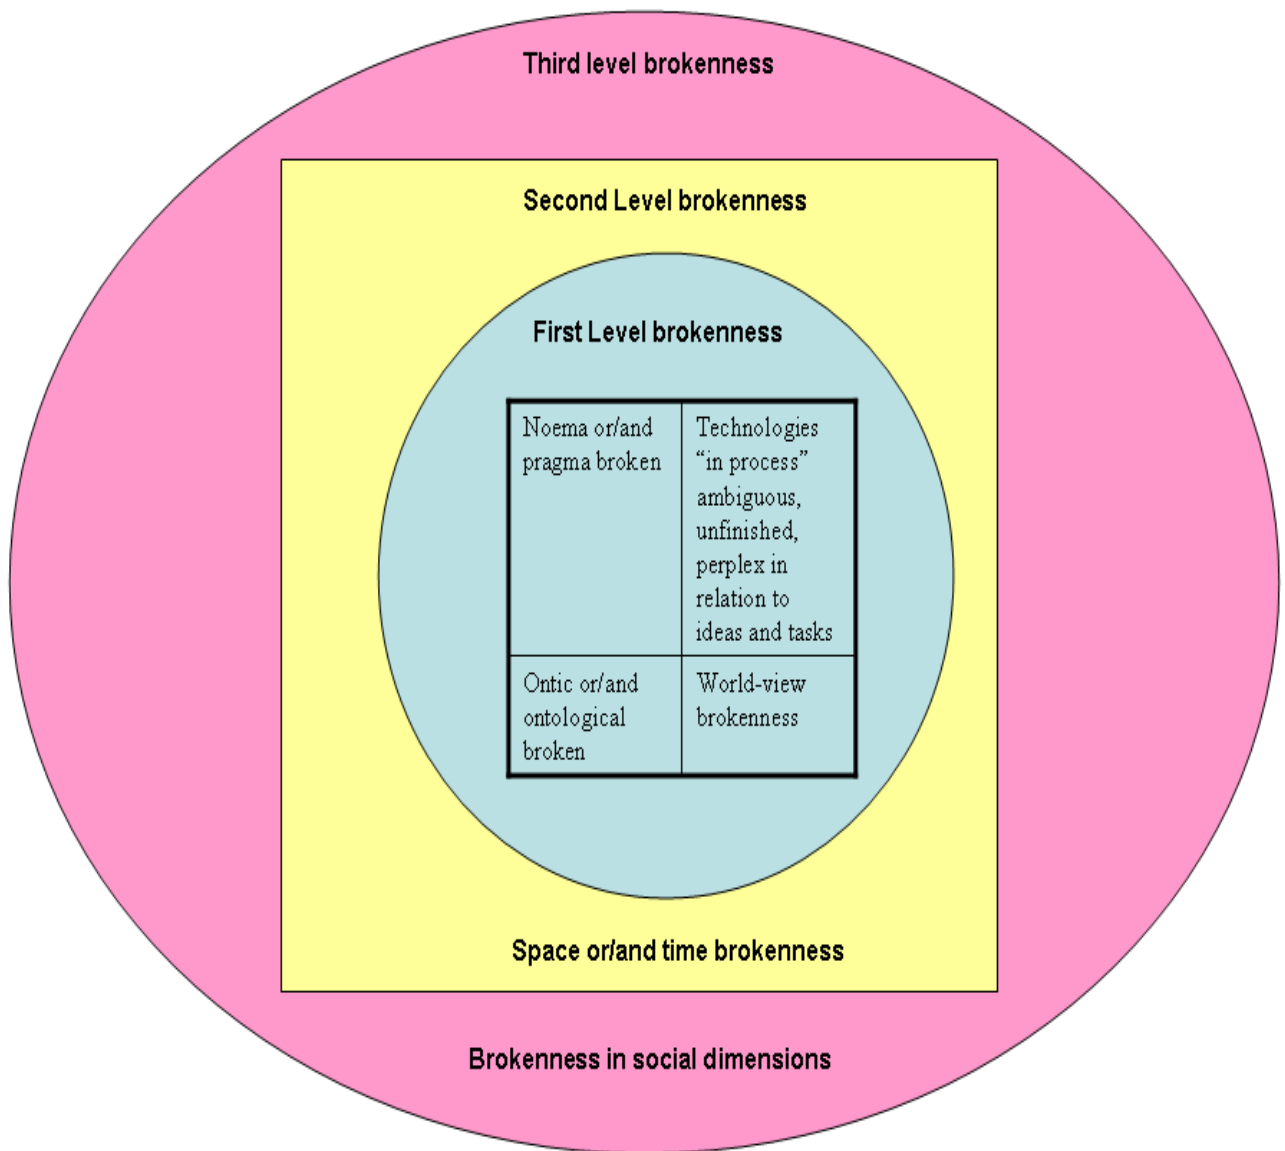 Third level brokenness
Second Level brokenness
First Level brokenness
Noema or/and
pragma broken
Technologies
“in process”
ambiguous,
unfinished,
perplex in
relation to
ideas and tasks
Ontic or/and
ontological
broken
World-view
brokenness
Space or/and time brokenness
Brokenness in social dimensions